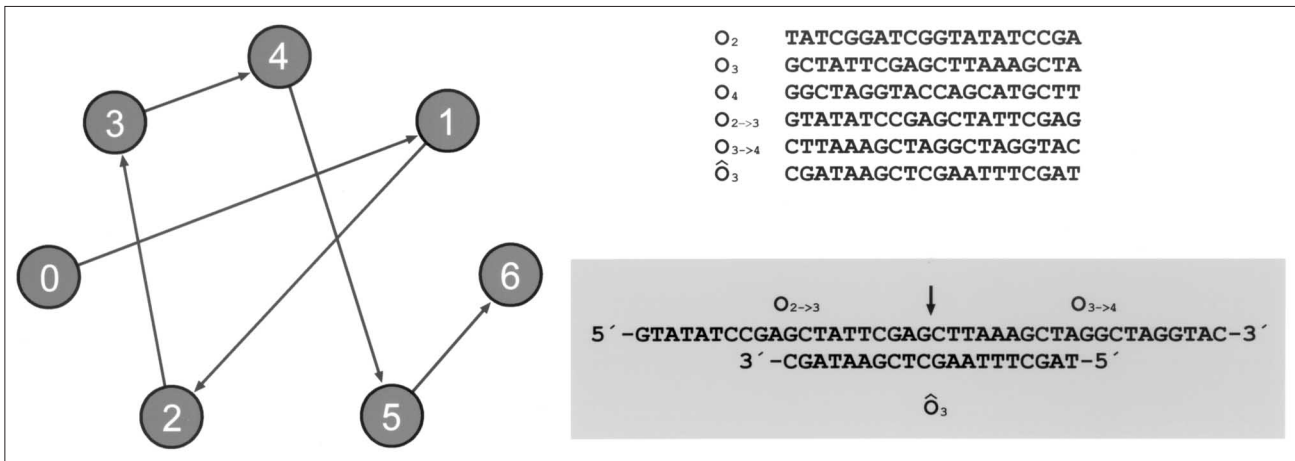 4
3
1
0
6
2
5
O2 TATCGGATCGGTATATCCGA
O3 GCTATTCGAGCTTAAAGCTA
O4 GGCTAGGTACCAGCATGCTT
O2->3 GTATATCCGAGCTATTCGAG
O3->4 CTTAAAGCTAGGCTAGGTAC
Ô3 CGATAAGCTCGAATTTCGAT
O2->3 O3->4
5´-GTATATCCGAGCTATTCGAGCTTAAAGCTAGGCTAGGTAC-3´
3´-CGATAAGCTCGAATTTCGAT-5´
Ô3